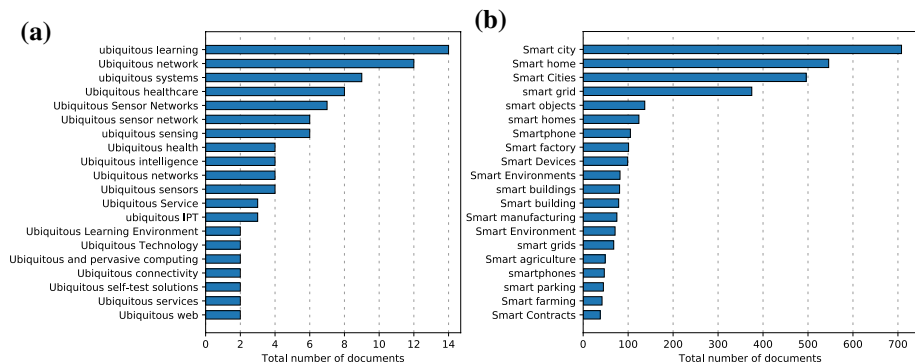 (a)
ubiquitous learning
Ubiquitous network
ubiquitous systems
Ubiquitous healthcare
Ubiquitous Sensor Networks
Ubiquitous sensor network
ubiquitous sensing
Ubiquitous health
Ubiquitous intelligence
Ubiquitous networks
Ubiquitous sensors
Ubiquitous Service
ubiquitous IPT
Ubiquitous Learning Environment
Ubiquitous Technology
Ubiquitous and pervasive computing
Ubiquitous connectivity
Ubiquitous self-test solutions
Ubiquitous services
Ubiquitous web
0 2 4 6 8 10 12 14
Total number of documents
(b)
Smart city
Smart home
Smart Cities
smart grid
smart objects
smart homes
Smartphone
Smart factory
Smart Devices
Smart Environments
smart buildings
Smart building
Smart manufacturing
Smart Environment
smart grids
Smart agriculture
smartphones
smart parking
Smart farming
Smart Contracts
0 100 200 300 400 500 600 700
Total number of documents